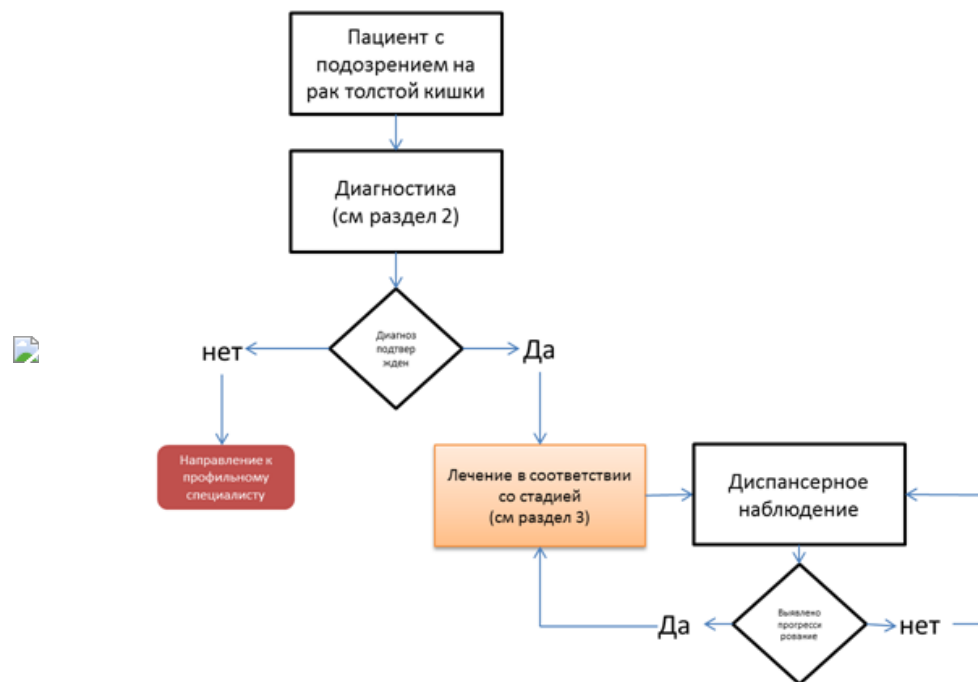 Пациент с
подозрением на
рак толстой кишки
Диагностика
(см раздел 2)
Диагноз
подтвер
жден
нет
Да
Направление к
профильному
специалисту
Лечение в соответствии
со стадией
(см раздел 3)
Диспансерное
наблюдение
Выявлено
прогресси
рование
Да
нет